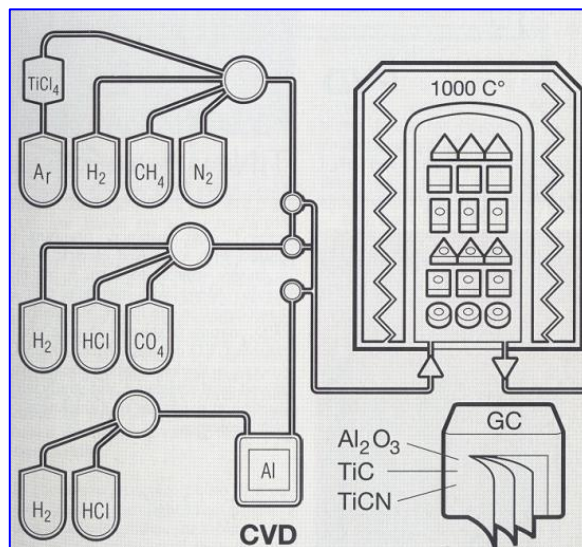 TiCl4
Ar H2 CH4 N2
1000 C°
H2 HCl CO4
H2 HCl Al
CVD
GC
Al2O3
TiC
TiCN